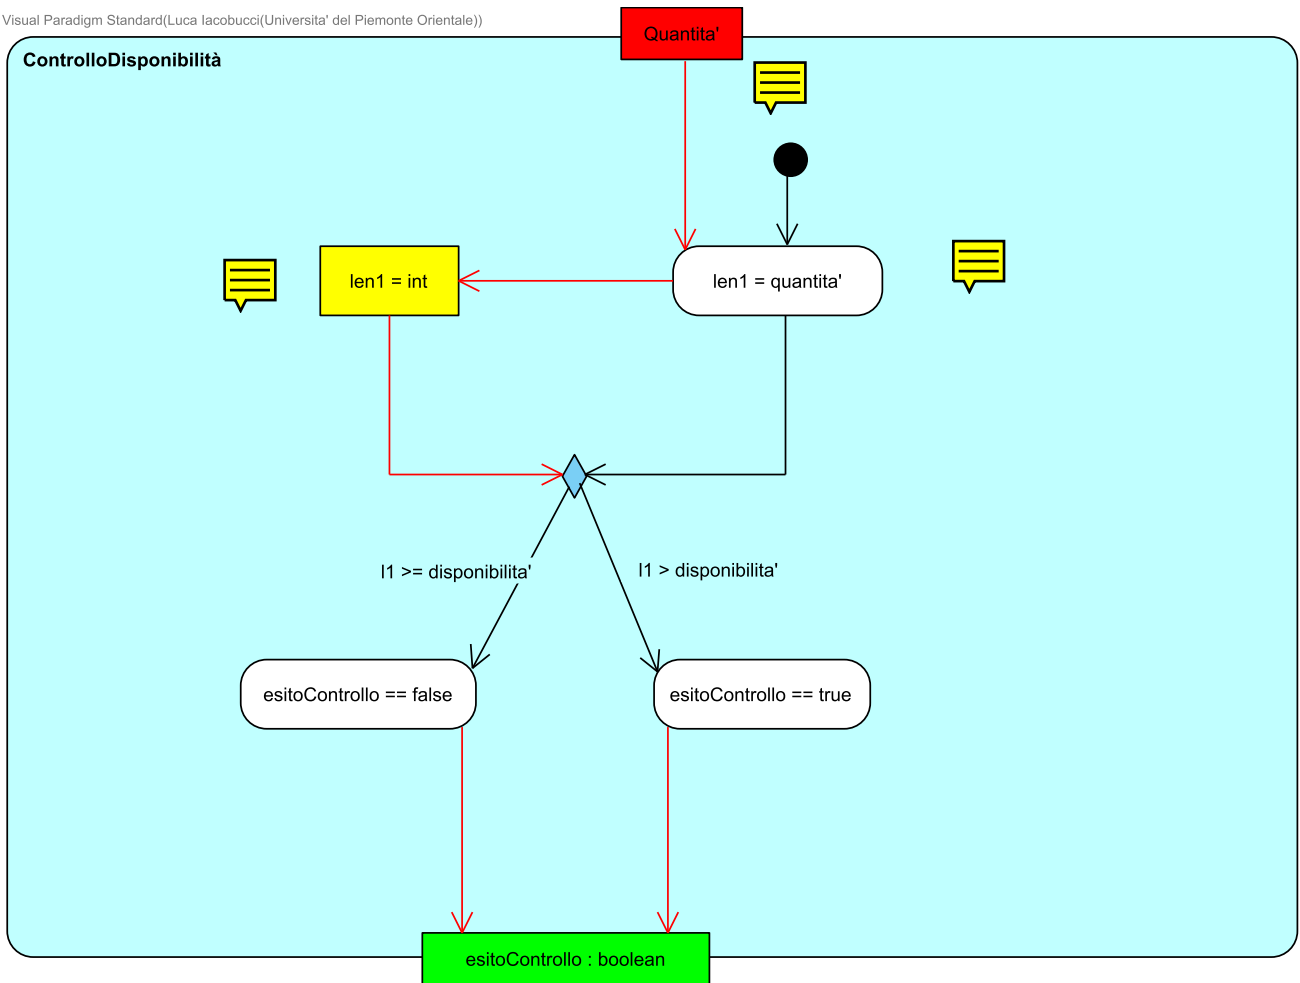 Visual Paradigm Standard(Luca Iacobucci(Universita' del Piemonte Orientale))
Quantita'
ControlloDisponibilità
len1 = int
len1 = quantita'
l1 >= disponibilita'
l1 > disponibilita'
esitoControllo == false
esitoControllo == true
esitoControllo : boolean